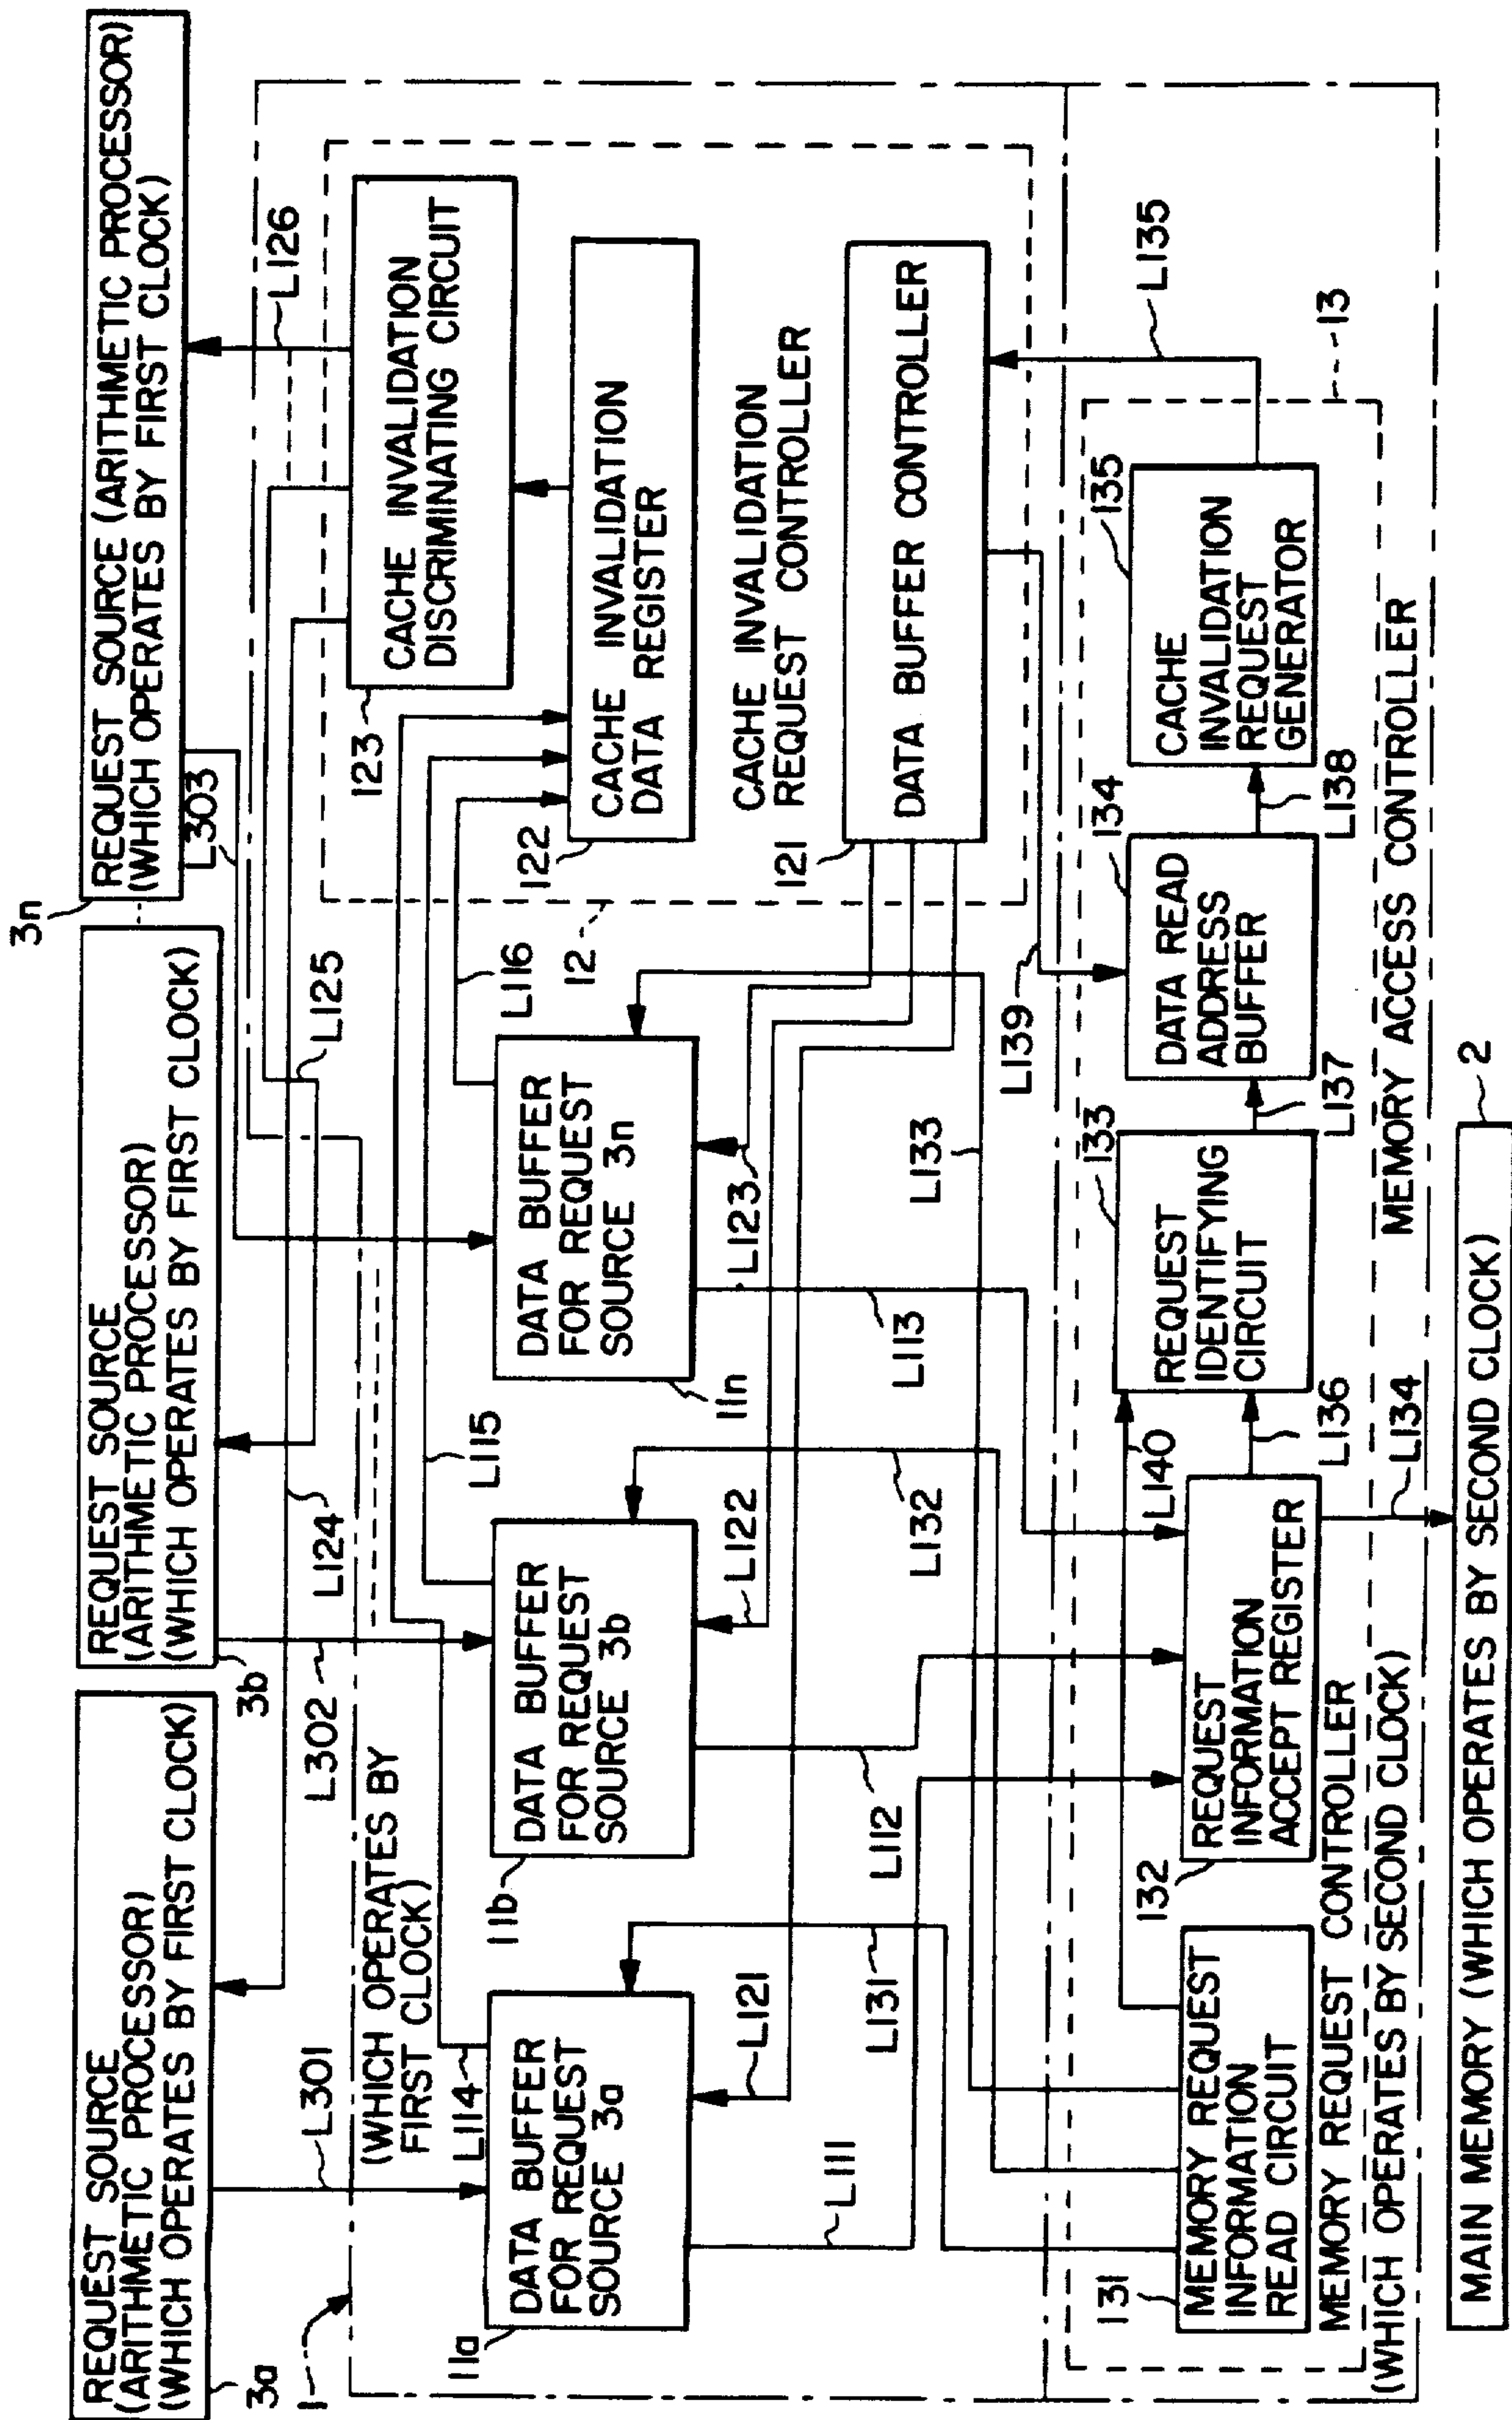 REQUEST SOURCE
(ARITHMETIC PROCESSOR)
(WHICH OPERATES BY FIRST CLOCK)
3a
REQUEST SOURCE
(ARITHMETIC PROCESSOR)
(WHICH OPERATES BY FIRST CLOCK)
3b
REQUEST SOURCE (ARITHMETIC PROCESSOR)
(WHICH OPERATES BY FIRST CLOCK)
3n
L301
L302
L303
L124
L125
L126
1
(WHICH OPERATES BY
FIRST CLOCK)
L114
L115
L116
DATA BUFFER
FOR REQUEST
SOURCE 3a
11a
DATA BUFFER
FOR REQUEST
SOURCE 3b
11b
DATA BUFFER
FOR REQUEST
SOURCE 3n
11n
CACHE INVALIDATION
DISCRIMINATING CIRCUIT
123
CACHE INVALIDATION
DATA REGISTER
122
CACHE INVALIDATION
REQUEST CONTROLLER
12
DATA BUFFER CONTROLLER
121
L121
L122
L123
L111
L112
L113
L131
L132
L133
L139
L135
13
MEMORY REQUEST
INFORMATION
READ CIRCUIT
131
REQUEST
INFORMATION
ACCEPT REGISTER
132
L140
L136
REQUEST
IDENTIFYING
CIRCUIT
133
L137
DATA READ
ADDRESS
BUFFER
134
L138
CACHE
INVALIDATION
REQUEST
GENERATOR
135
L134
MEMORY REQUEST CONTROLLER
(WHICH OPERATES BY SECOND CLOCK)
MEMORY ACCESS CONTROLLER
MAIN MEMORY (WHICH OPERATES BY SECOND CLOCK)
2